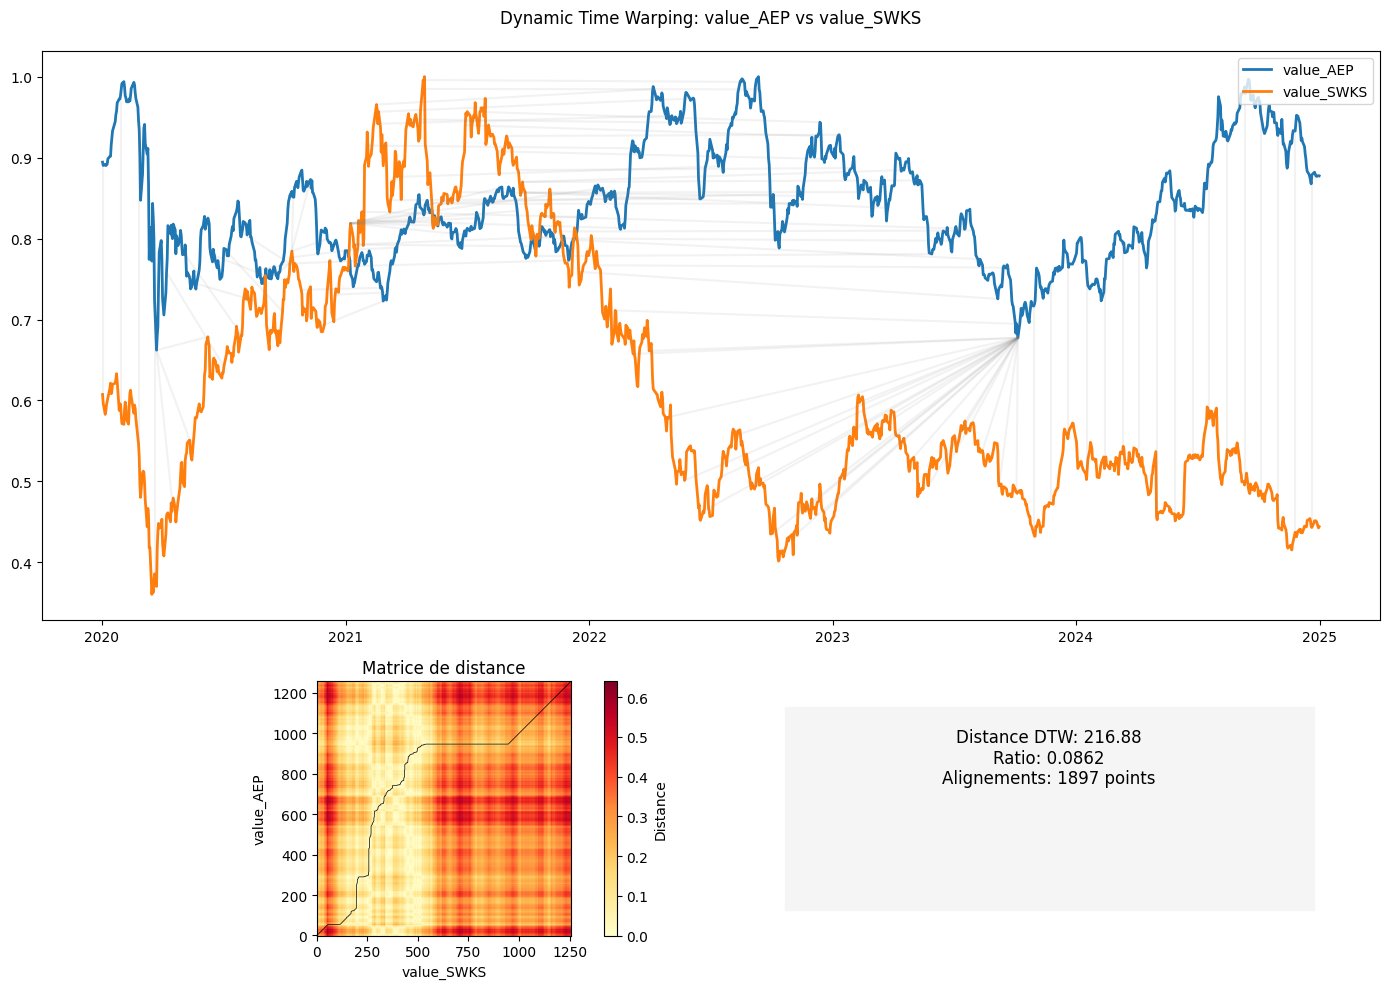 Dynamic Time Warping: value_AEP vs value_SWKS
1.0
0.9
0.8
0.7
0.6
0.5
0.4
value_AEP
value_SWKS
2020 2021 2022 2023 2024 2025
Matrice de distance
value_AEP
1200
1000
800
600
400
200
0
0 250 500 750 1000 1250
value_SWKS
0.6
0.5
0.4
0.3
0.2
0.1
0.0
Distance
Distance DTW: 216.88
Ratio: 0.0862
Alignements: 1897 points